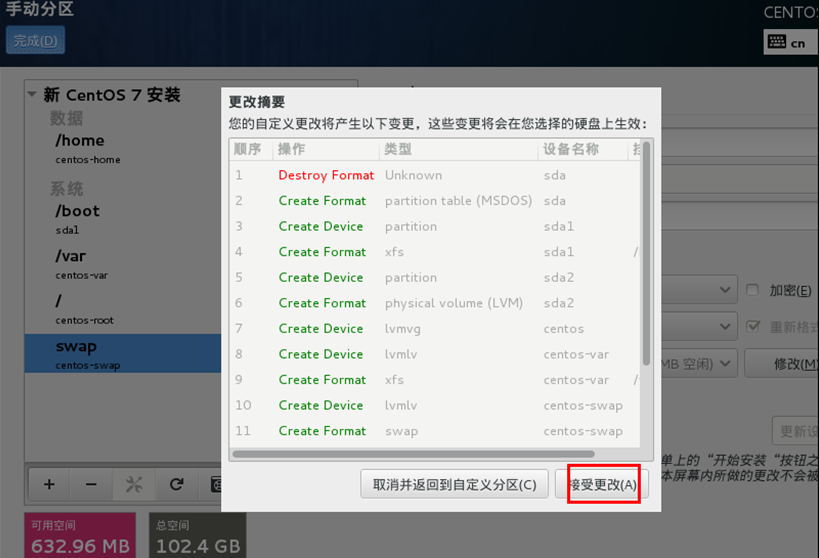 手动分区
CENTO
完成(D)
cn
新 CentOS 7 安装
数据
/home
centos-home
系统
/boot
sda1
/var
centos-var
/
centos-root
swap
centos-swap
更改摘要
您的自定义更改将产生以下变更，这些变更将会在您选择的硬盘上生效：
顺序 操作 类型 设备名称
1 Destroy Format Unknown sda
2 Create Format partition table (MSDOS) sda
3 Create Device partition sda1
4 Create Format xfs sda1 /
5 Create Device partition sda2
6 Create Format physical volume (LVM) sda2
7 Create Device lvmvg centos
8 Create Device lvmlv centos-var
9 Create Format xfs centos-var /
10 Create Device lvmlv centos-swap
11 Create Format swap centos-swap
取消并返回到自定义分区(C) 接受更改(A)
加密(E)
重新格式
MB 空闲) 修改(M)
更新设
单上的“开始安装“按钮之
本屏幕内所做的更改不会被
可用空间
632.96 MB
总空间
102.4 GB